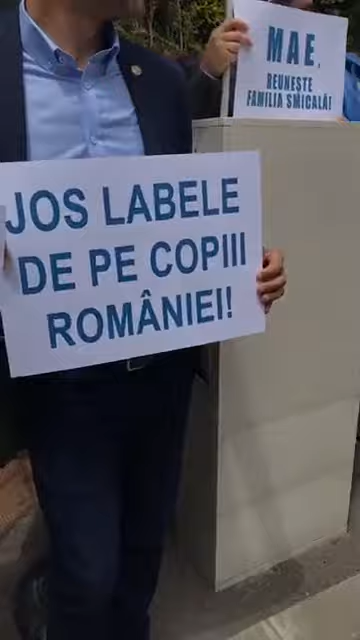 MAE,
REUNEȘTE
FAMILIA SMICALĂ!
JOS LABELE
DE PE COPIII
ROMÂNIEI!